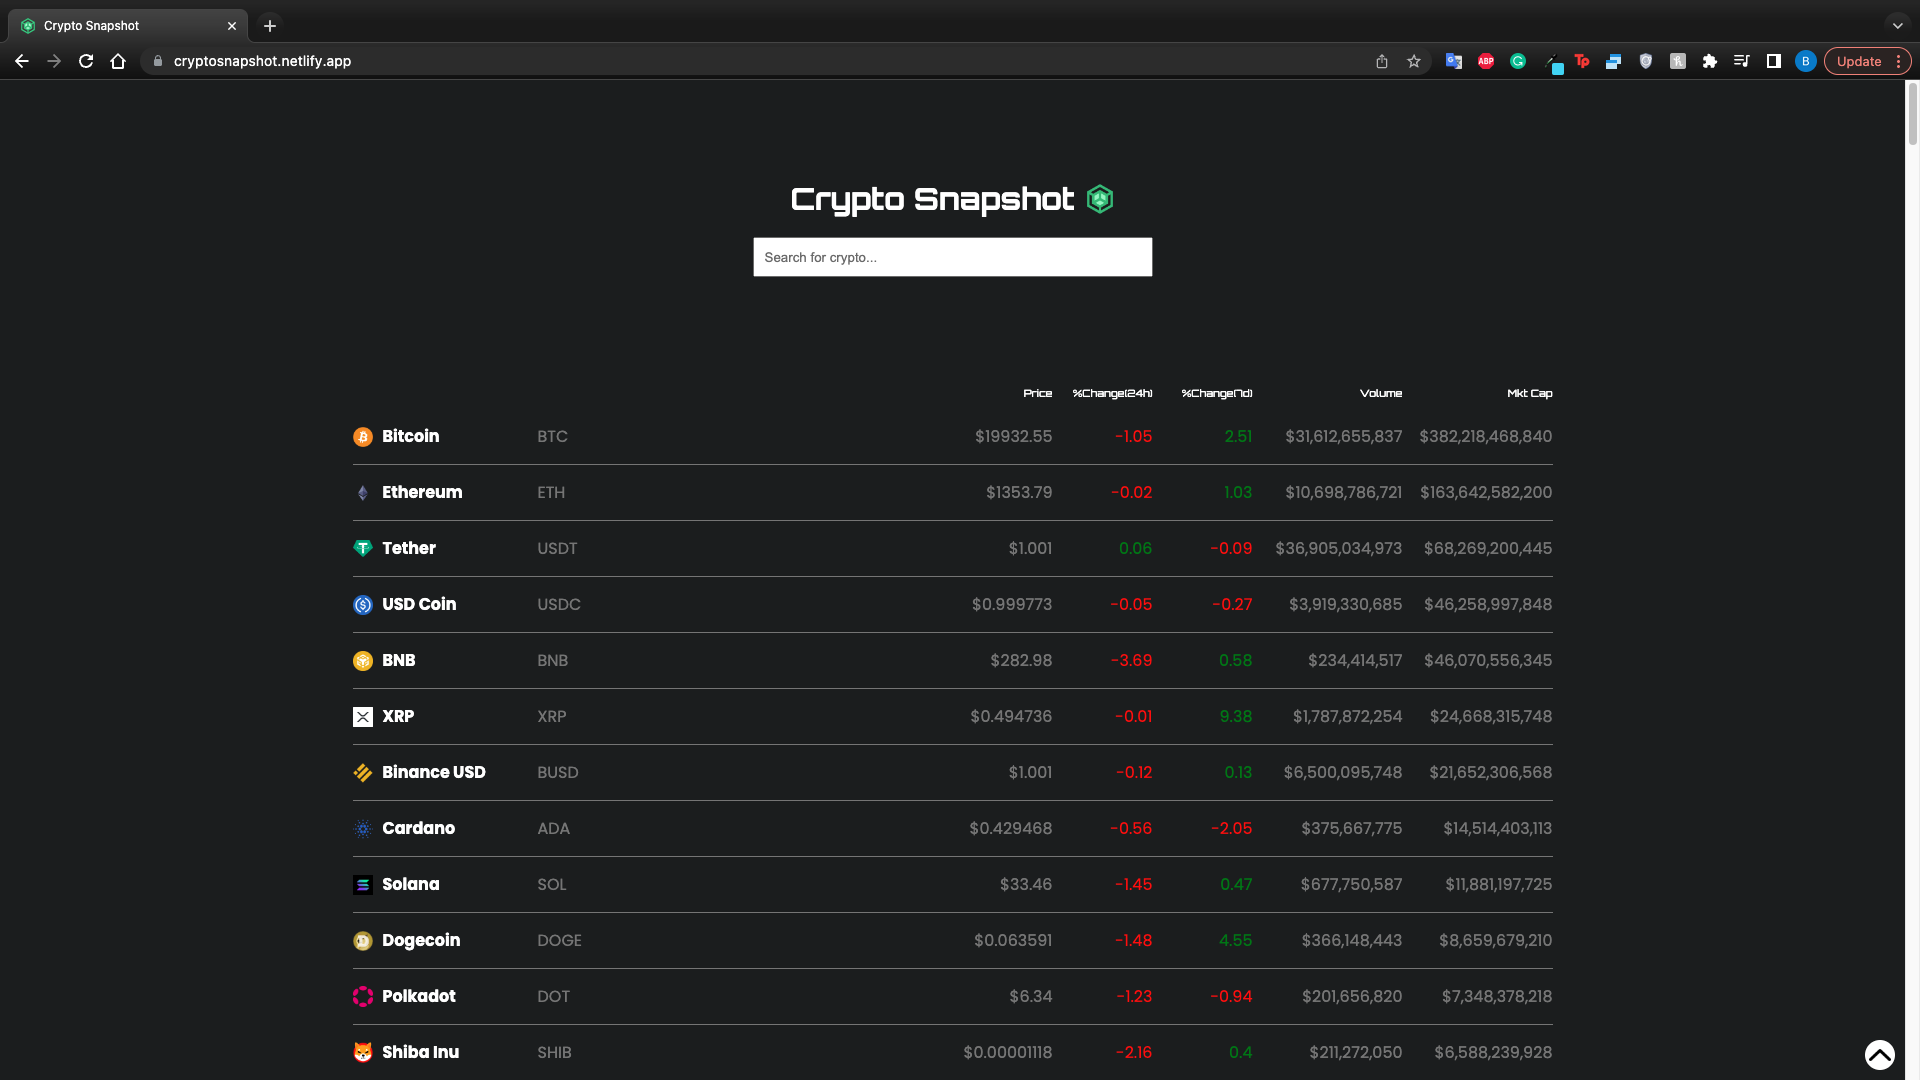 Crypto Snapshot
cryptosnapshot.netlify.app
ABP
Tp
B
Update
Crypto Snapshot
Search for crypto...
Price %Change(24h) %Change(7d) Volume Mkt Cap
Bitcoin BTC $19932.55 -1.05 2.51 $31,612,655,837 $382,218,468,840
Ethereum ETH $1353.79 -0.02 1.03 $10,698,786,721 $163,642,582,200
Tether USDT $1.001 0.06 -0.09 $36,905,034,973 $68,269,200,445
USD Coin USDC $0.999773 -0.05 -0.27 $3,919,330,685 $46,258,997,848
BNB BNB $282.98 -3.69 0.58 $234,414,517 $46,070,556,345
XRP XRP $0.494736 -0.01 9.38 $1,787,872,254 $24,668,315,748
Binance USD BUSD $1.001 -0.12 0.13 $6,500,095,748 $21,652,306,568
Cardano ADA $0.429468 -0.56 -2.05 $375,667,775 $14,514,403,113
Solana SOL $33.46 -1.45 0.47 $677,750,587 $11,881,197,725
Dogecoin DOGE $0.063591 -1.48 4.55 $366,148,443 $8,659,679,210
Polkadot DOT $6.34 -1.23 -0.94 $201,656,820 $7,348,378,218
Shiba Inu SHIB $0.00001118 -2.16 0.4 $211,272,050 $6,588,239,928